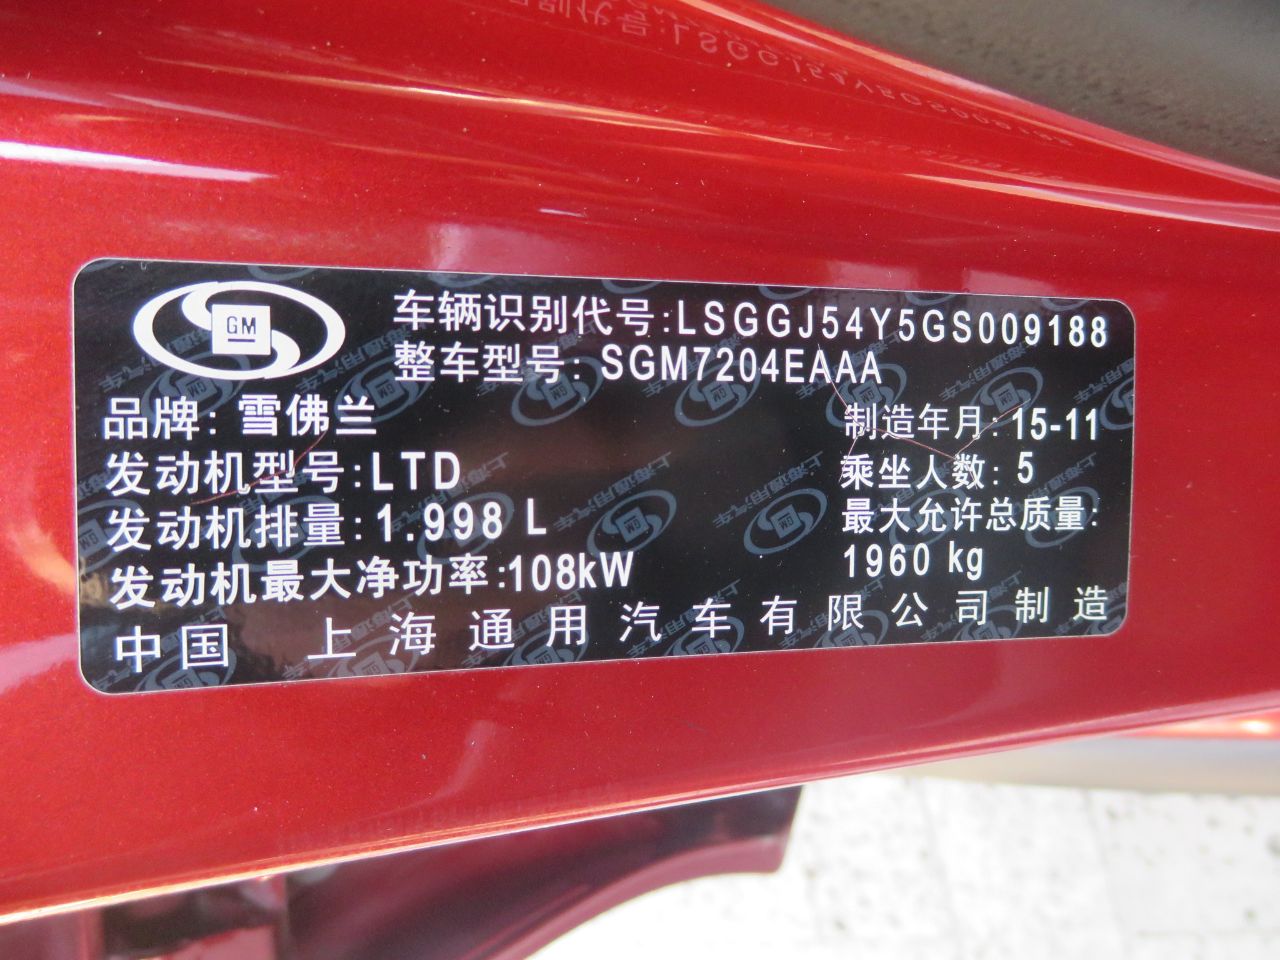 GM
车辆识别代号:LSGGJ54Y5GS009188
整车型号: SGM7204EAAA
品牌: 雪佛兰
制造年月: 15-11
发动机型号:LTD
乘坐人数: 5
发动机排量:1.998 L
最大允许总质量:
1960 kg
发动机最大净功率:108kW
中国 上海通用汽车有限公司制造